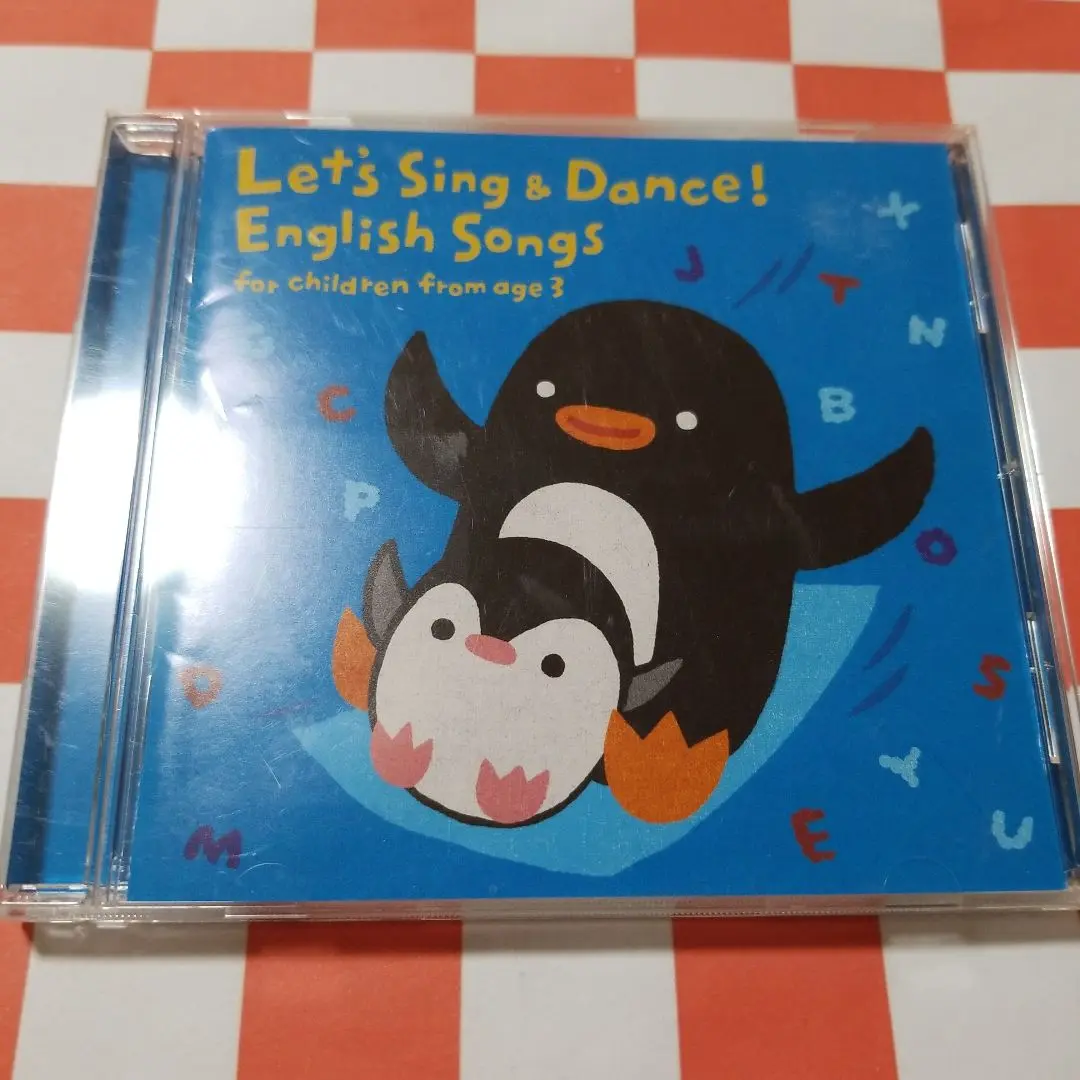 Let's Sing & Dance!
English Songs
for children from age 3
X
J
T
N
G
C
B
P
O
D
S
Y
M
E
U